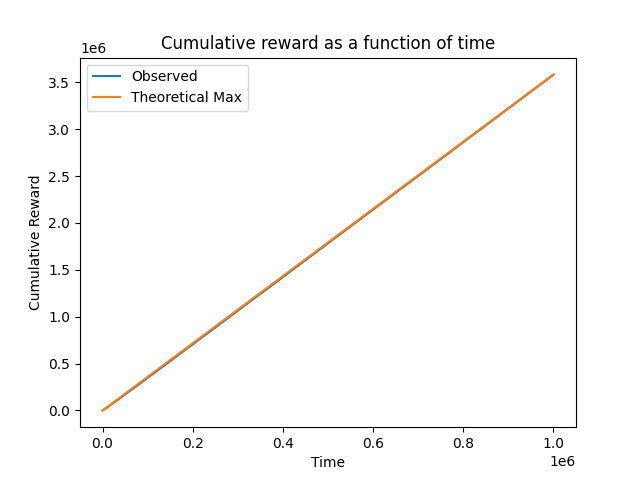 Cumulative reward as a function of time
1e6
Observed
Theoretical Max
3.5
3.0
2.5
2.0
1.5
1.0
0.5
0.0
Cumulative Reward
0.0 0.2 0.4 0.6 0.8 1.0
Time
1e6